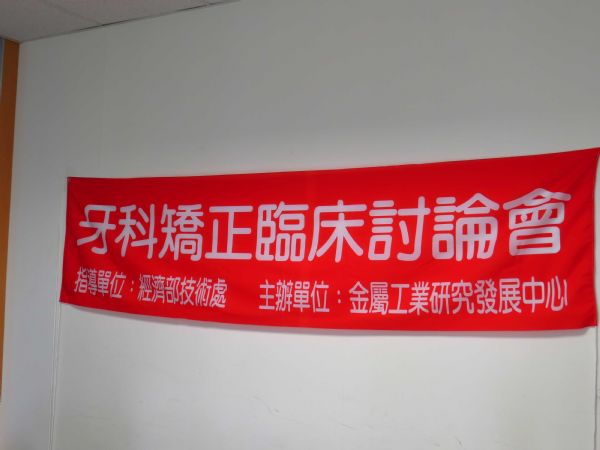 牙科矯正臨床討論會
指導單位：經濟部技術處　主辦單位：金屬工業研究發展中心